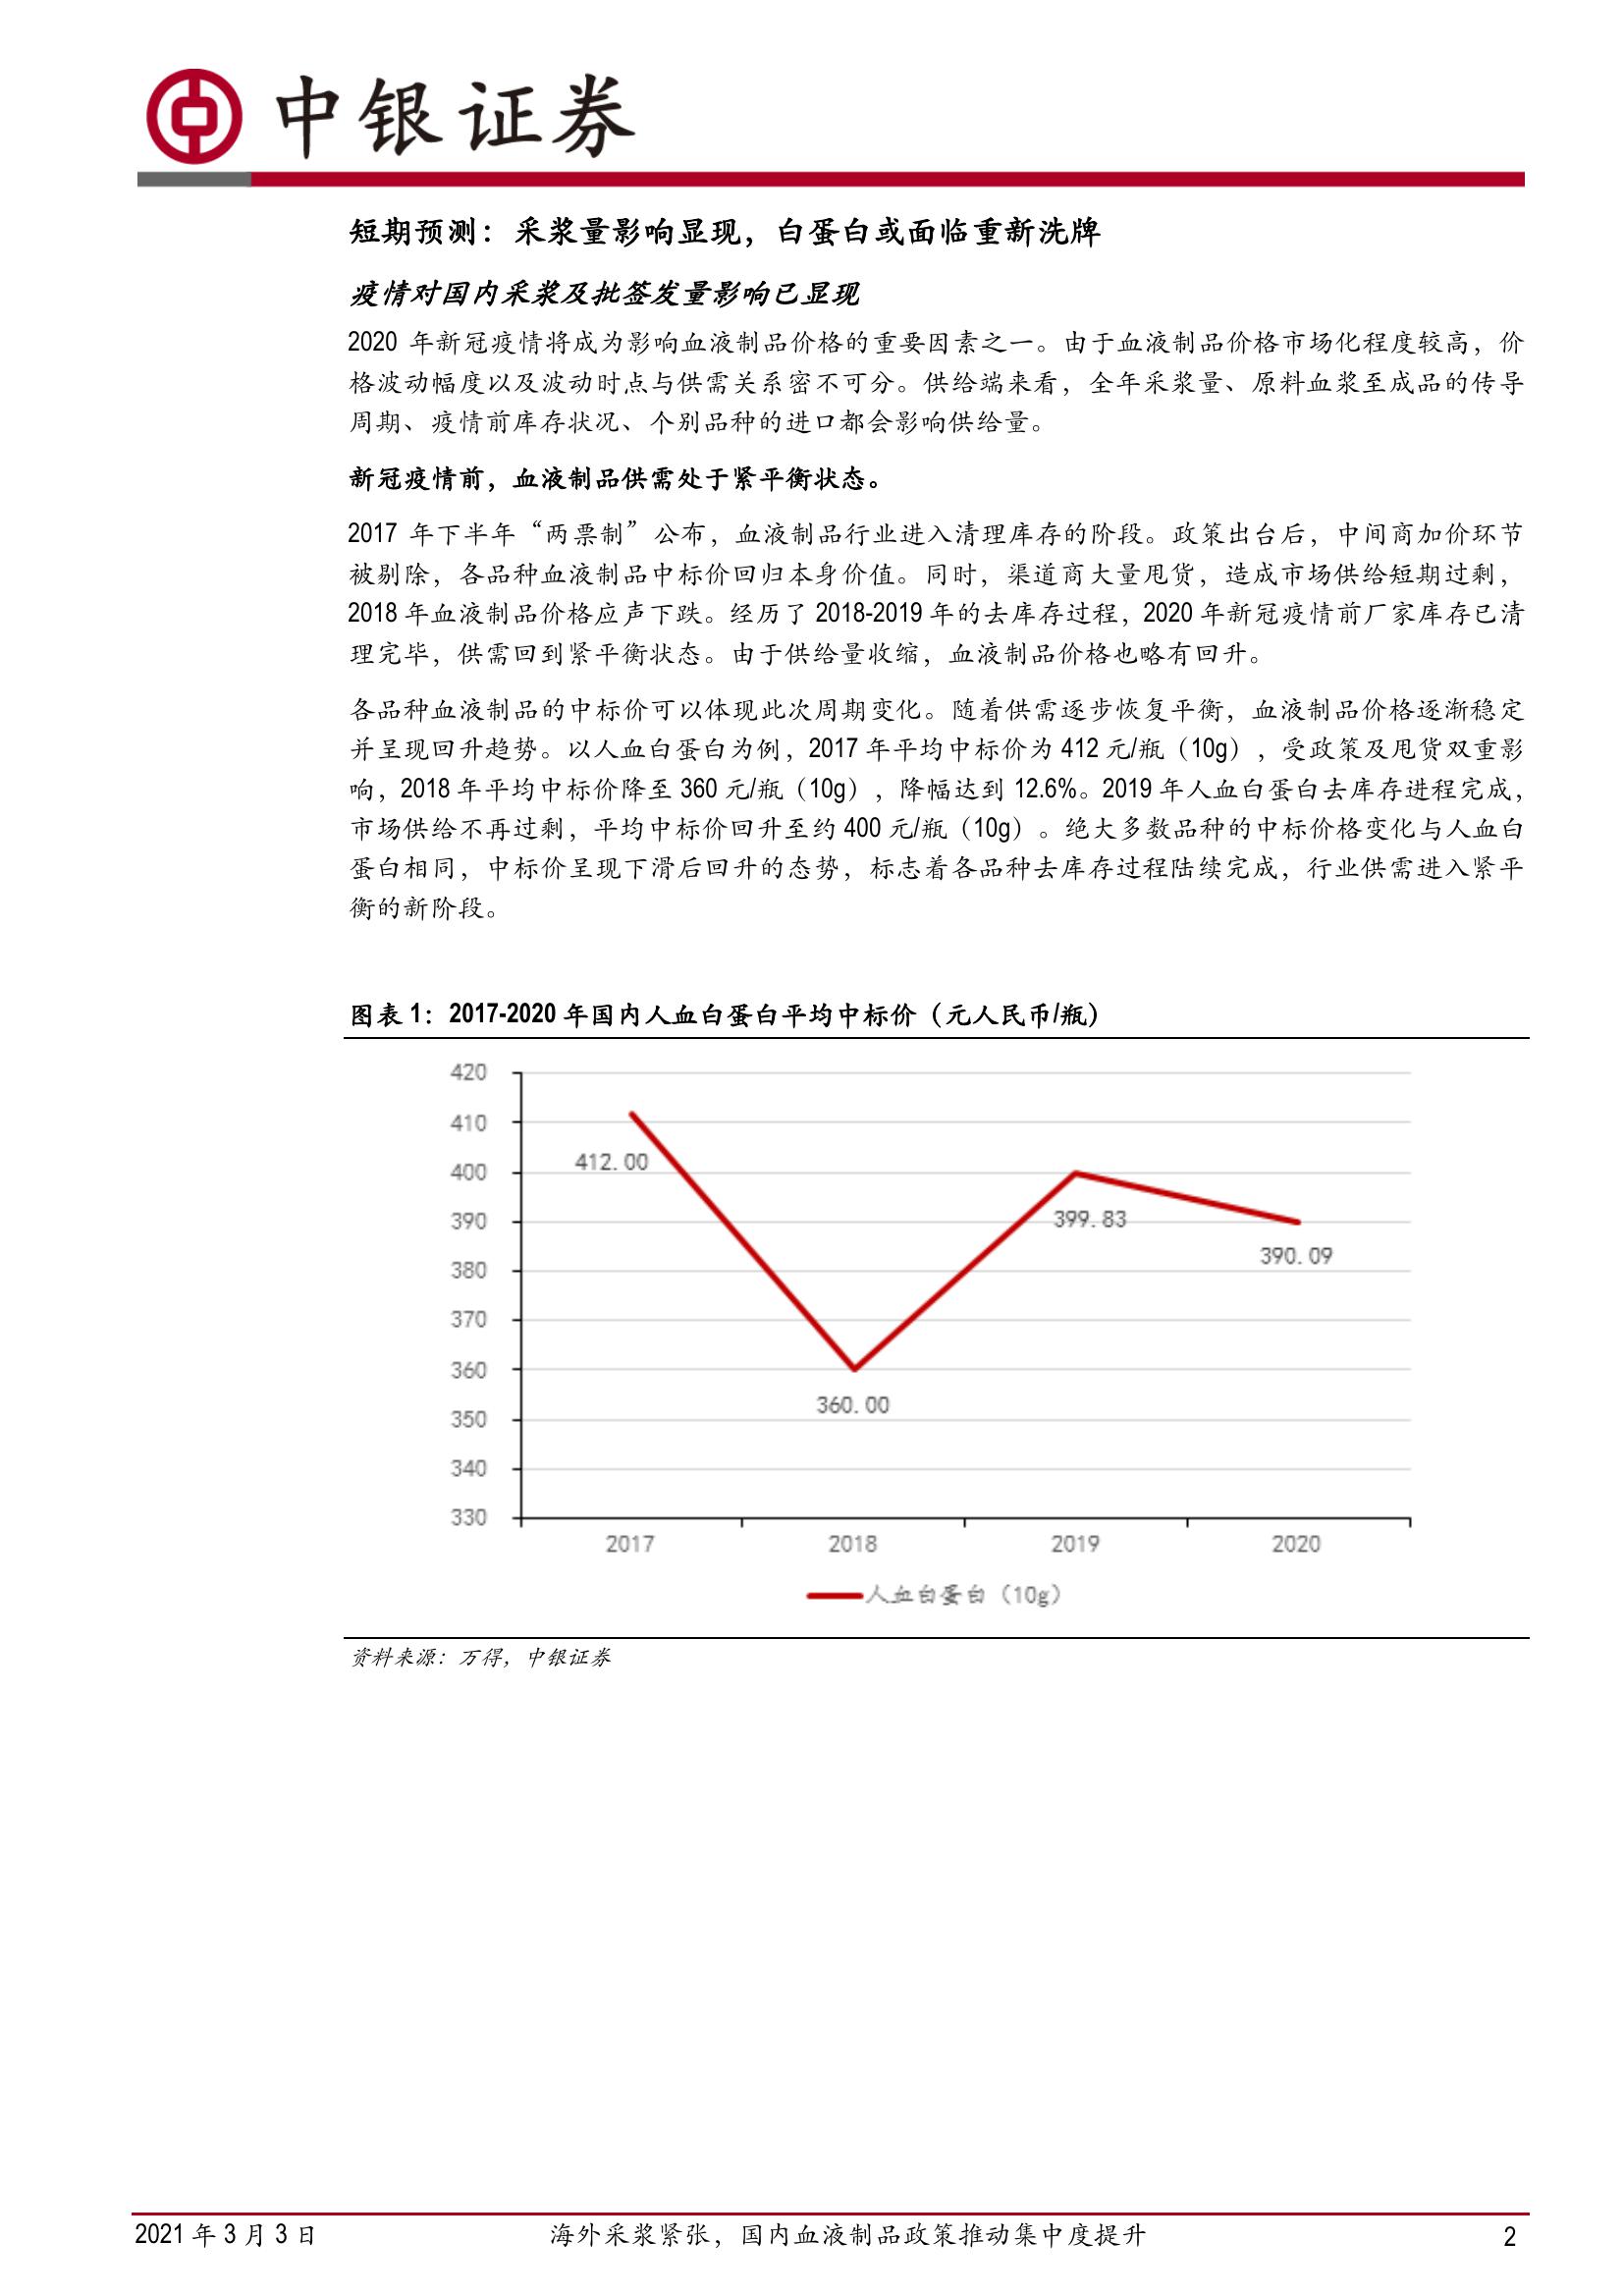 中银证券
短期预测：采浆量影响显现，白蛋白或面临重新洗牌
疫情对国内采浆及批签发量影响已显现
2020 年新冠疫情将成为影响血液制品价格的重要因素之一。由于血液制品价格市场化程度较高，价
格波动幅度以及波动时点与供需关系密不可分。供给端来看，全年采浆量、原料血浆至成品的传导
周期、疫情前库存状况、个别品种的进口都会影响供给量。
新冠疫情前，血液制品供需处于紧平衡状态。
2017 年下半年“两票制”公布，血液制品行业进入清理库存的阶段。政策出台后，中间商加价环节
被剔除，各品种血液制品中标价回归本身价值。同时，渠道商大量甩货，造成市场供给短期过剩，
2018 年血液制品价格应声下跌。经历了 2018-2019 年的去库存过程，2020 年新冠疫情前厂家库存已清
理完毕，供需回到紧平衡状态。由于供给量收缩，血液制品价格也略有回升。
各品种血液制品的中标价可以体现此次周期变化。随着供需逐步恢复平衡，血液制品价格逐渐稳定
并呈现回升趋势。以人血白蛋白为例，2017 年平均中标价为 412 元/瓶（10g），受政策及甩货双重影
响，2018 年平均中标价降至 360 元/瓶（10g），降幅达到 12.6%。2019 年人血白蛋白去库存进程完成，
市场供给不再过剩，平均中标价回升至约 400 元/瓶（10g）。绝大多数品种的中标价格变化与人血白
蛋白相同，中标价呈现下滑后回升的态势，标志着各品种去库存过程陆续完成，行业供需进入紧平
衡的新阶段。
图表 1：2017-2020 年国内人血白蛋白平均中标价（元人民币/瓶）
420
410
400
390
380
370
360
350
340
330
412.00
360.00
399.83
390.09
2017 2018 2019 2020
人血白蛋白（10g）
资料来源：万得，中银证券
2021 年 3 月 3 日 海外采浆紧张，国内血液制品政策推动集中度提升 2